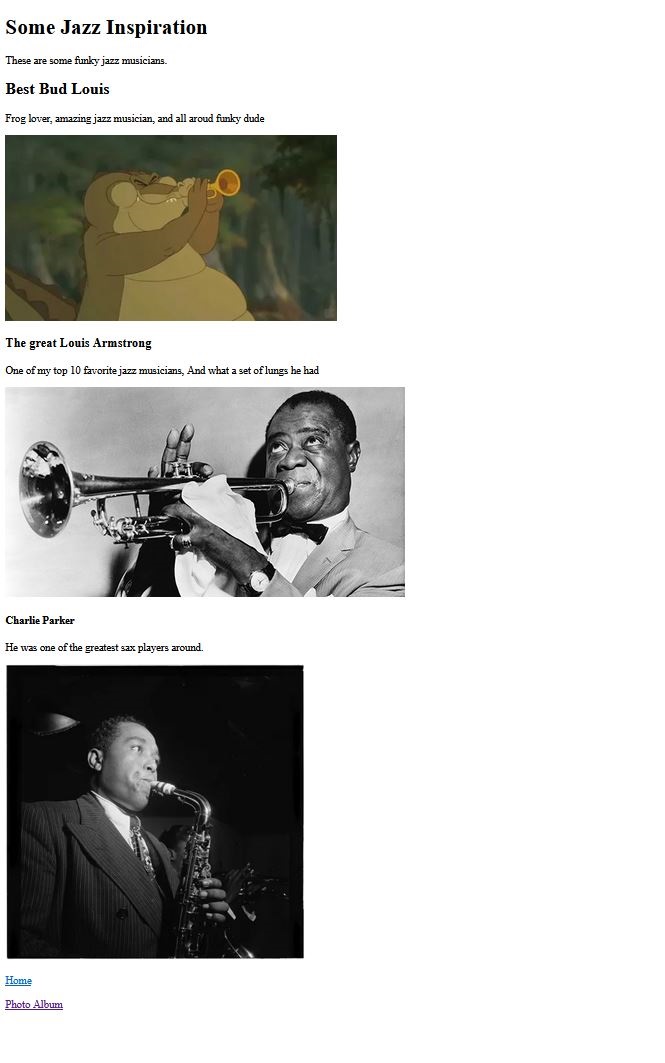 Some Jazz Inspiration
These are some funky jazz musicians.
Best Bud Louis
Frog lover, amazing jazz musician, and all aroud funky dude
The great Louis Armstrong
One of my top 10 favorite jazz musicians, And what a set of lungs he had
Charlie Parker
He was one of the greatest sax players around.
Home
Photo Album